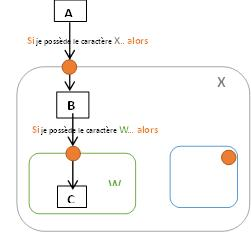 A
Si je possède le caractère X... alors
X
B
Si je possède le caractère W... alors
W
C